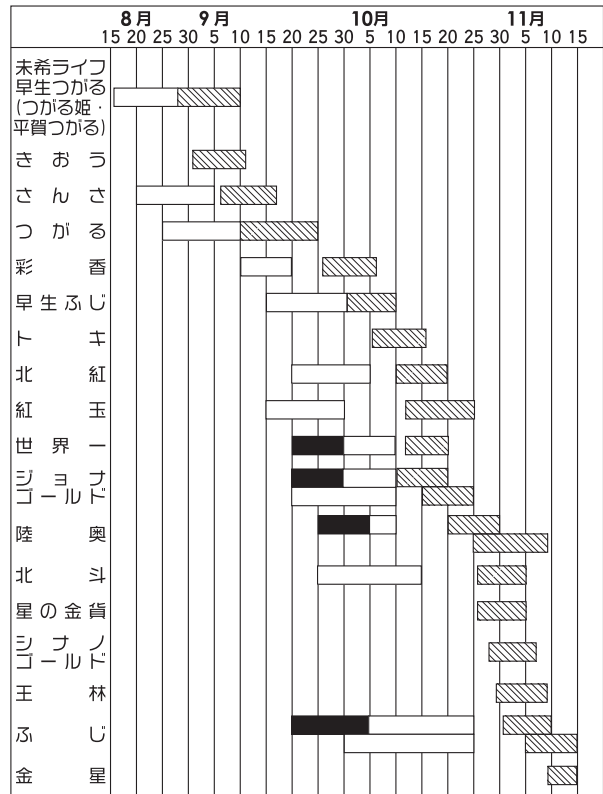 8月 9月 10月 11月
15 20 25 30 5 10 15 20 25 30 5 10 15 20 25 30 5 10 15
未希ライフ
早生つがる
(つがる姫・
平賀つがる)
きおう
さんさ
つがる
彩香
早生ふじ
トキ
北紅
紅玉
世界一
ジョナ
ゴールド
陸奥
北斗
星の金貨
シナノ
ゴールド
王林
ふじ
金星